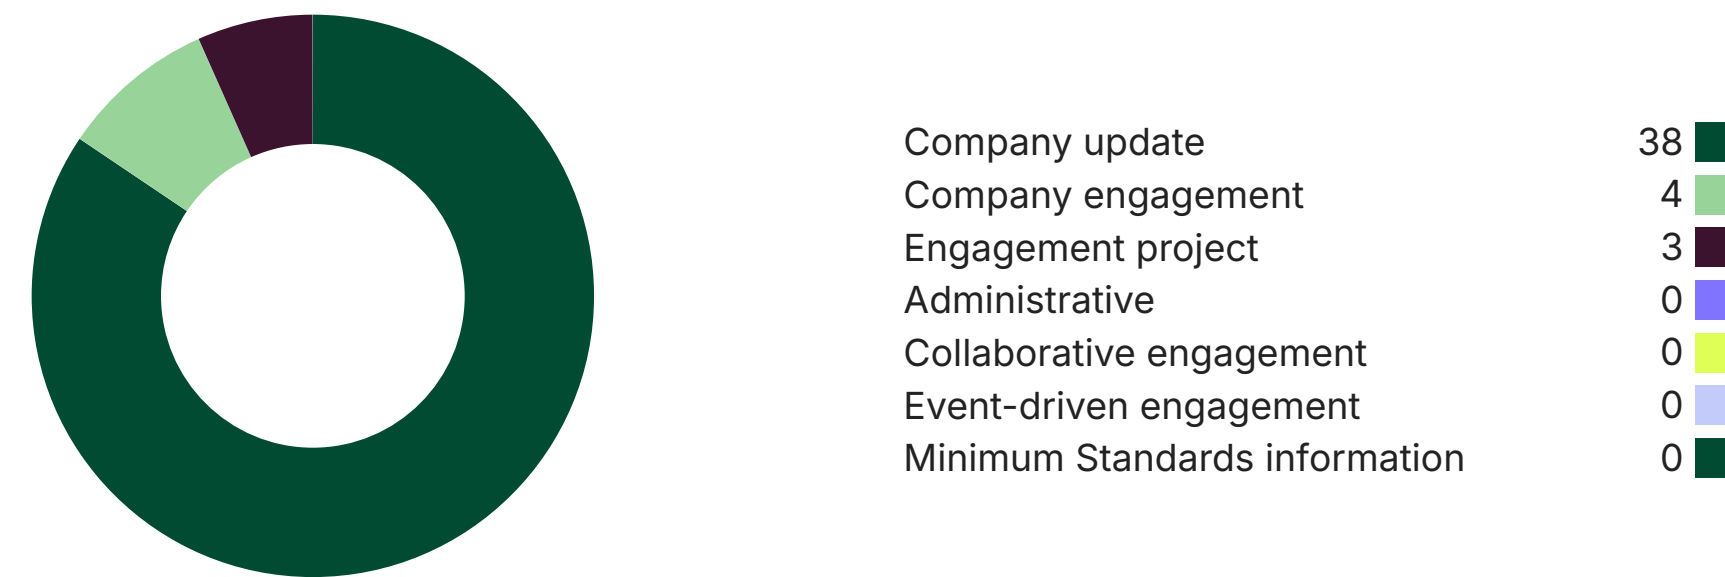 Company update 38
Company engagement 4
Engagement project 3
Administrative 0
Collaborative engagement 0
Event-driven engagement 0
Minimum Standards information 0